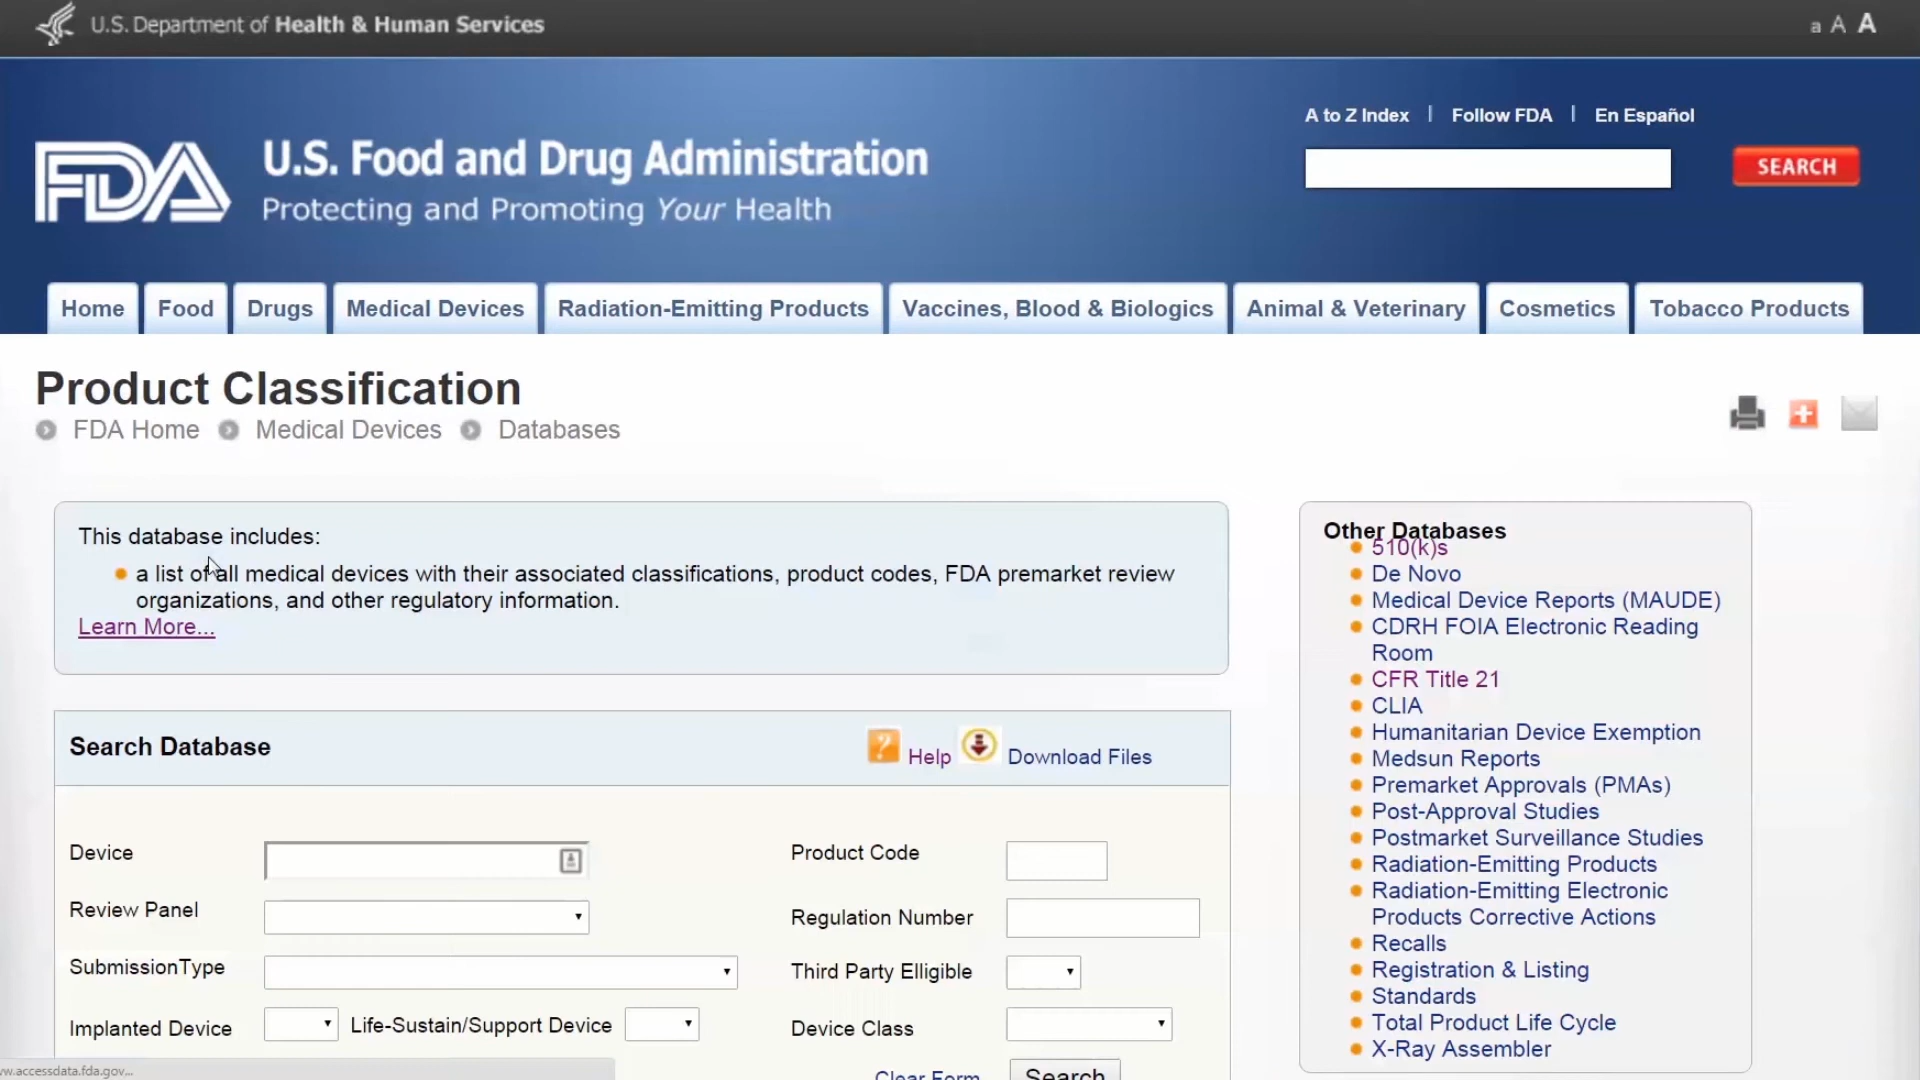 U.S. Department of Health & Human Services
a A A
A to Z Index | Follow FDA | En Español
FDA
U.S. Food and Drug Administration
Protecting and Promoting Your Health
SEARCH
Home Food Drugs Medical Devices Radiation-Emitting Products Vaccines, Blood & Biologics Animal & Veterinary Cosmetics Tobacco Products
Product Classification
FDA Home Medical Devices Databases
This database includes:
a list of all medical devices with their associated classifications, product codes, FDA premarket review
organizations, and other regulatory information.
Learn More...
Search Database
? Help Download Files
Device
Product Code
Review Panel
Regulation Number
SubmissionType
Third Party Elligible
Implanted Device
Life-Sustain/Support Device
Device Class
Clear Form Search
Other Databases
510(k)s
De Novo
Medical Device Reports (MAUDE)
CDRH FOIA Electronic Reading
Room
CFR Title 21
CLIA
Humanitarian Device Exemption
Medsun Reports
Premarket Approvals (PMAs)
Post-Approval Studies
Postmarket Surveillance Studies
Radiation-Emitting Products
Radiation-Emitting Electronic
Products Corrective Actions
Recalls
Registration & Listing
Standards
Total Product Life Cycle
X-Ray Assembler
w.accessdata.fda.gov...